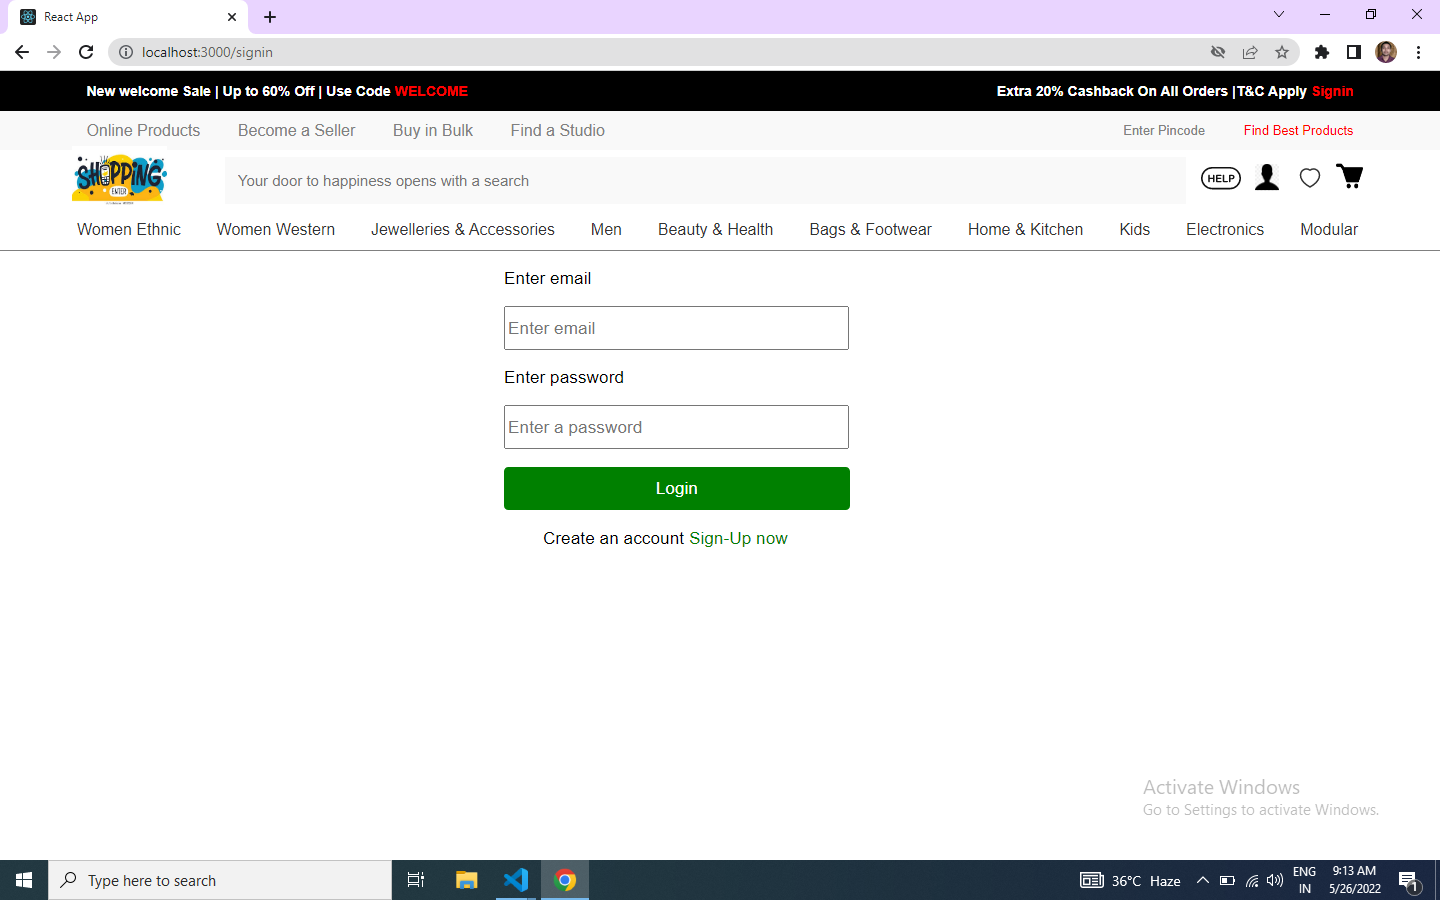 React App
localhost:3000/signin
New welcome Sale | Up to 60% Off | Use Code WELCOME
Extra 20% Cashback On All Orders |T&C Apply Signin
Online Products Become a Seller Buy in Bulk Find a Studio
Enter Pincode Find Best Products
SHOPPING
ENTER
Your door to happiness opens with a search
HELP
Women Ethnic Women Western Jewelleries & Accessories Men Beauty & Health Bags & Footwear Home & Kitchen Kids Electronics Modular
Enter email
Enter email
Enter password
Enter a password
Login
Create an account Sign-Up now
Activate Windows
Go to Settings to activate Windows.
Type here to search
36°C Haze
ENG
IN
9:13 AM
5/26/2022
1